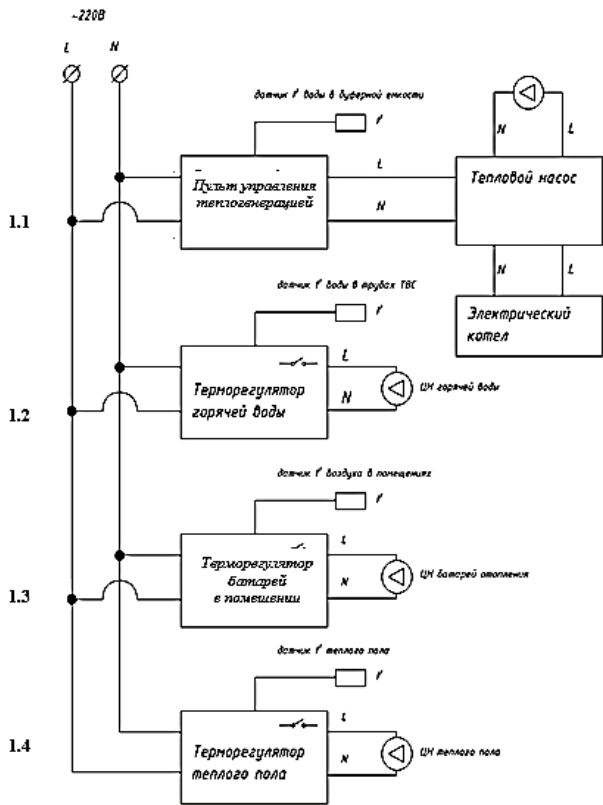 ~220В
L
N
датчик t° воды в буферной емкости
t°
Пульт управления
теплогенерацией
L
N
N
L
Тепловой насос
N
L
Электрический
котел
1.1
датчик t° воды в трубах ГВС
t°
Терморегулятор
горячей воды
L
N
ЦН горячей воды
1.2
датчик t° воздуха в помещениях
t°
Терморегулятор
батарей
в помещении
L
N
ЦН батарей отопления
1.3
датчик t° теплого пола
t°
Терморегулятор
теплого пола
L
N
ЦН теплого пола
1.4